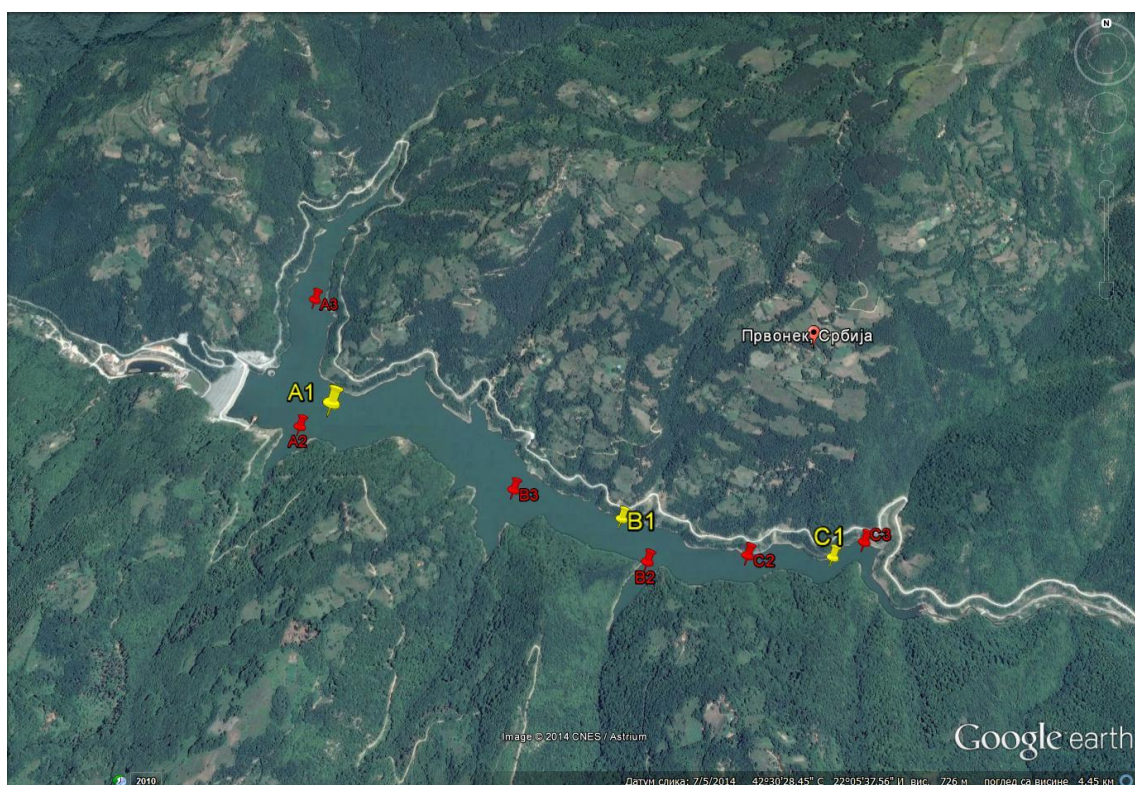 N
A3
Првонек, Србија
A1
A2
B3
B1
C1
C3
C2
B2
Image © 2014 CNES / Astrium
Google earth
2010
Датум слика: 7/5/2014 42°30'28.45" С 22°05'37.56" И вис. 726 м поглед са висине 4.45 км